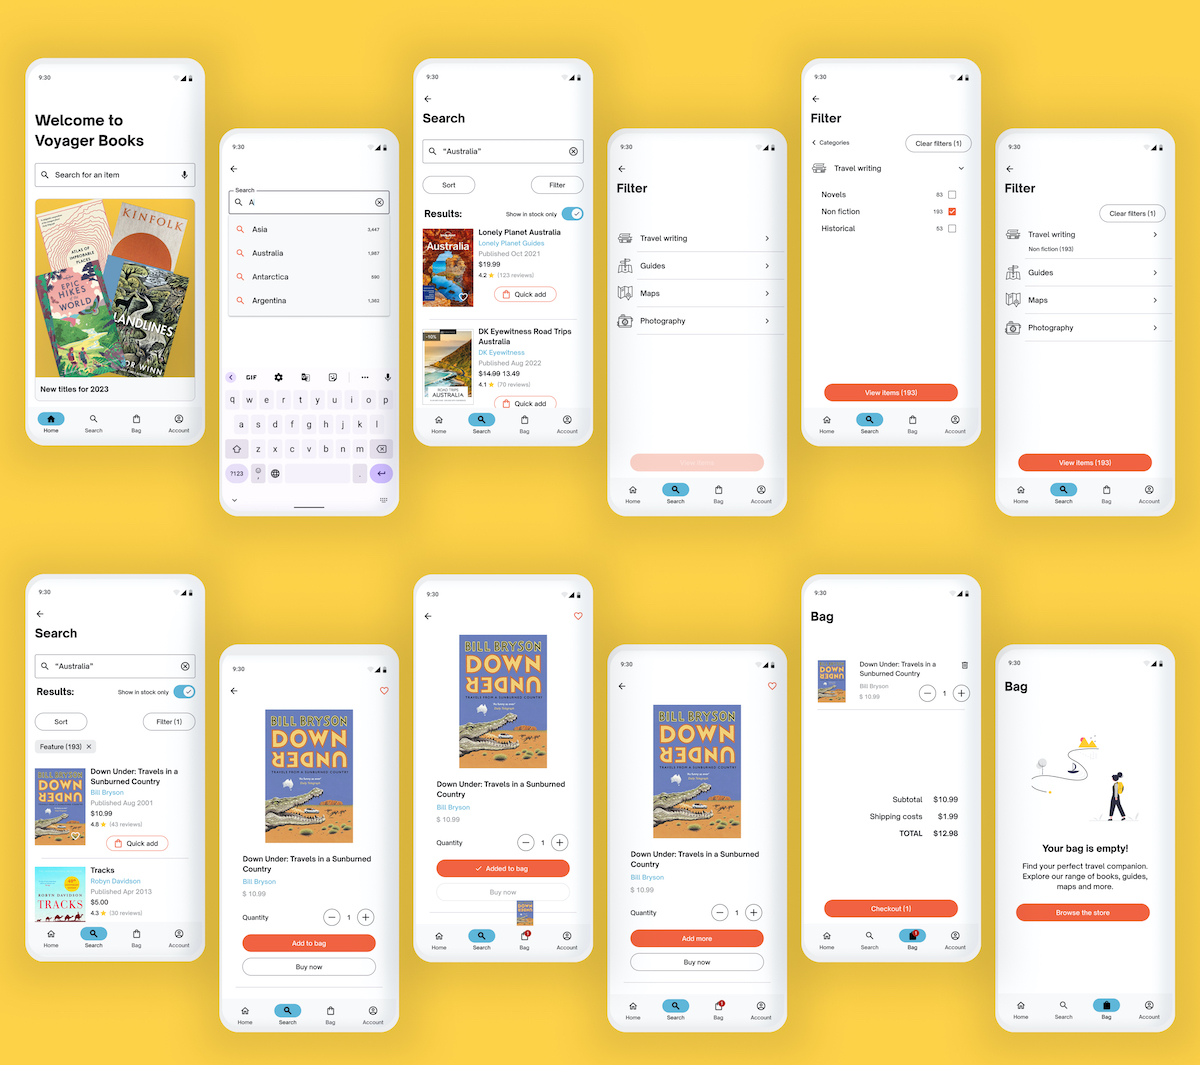 9:30
Welcome to
Voyager Books
Search for an item
KINFOLK
ATLAS OF
IMPROBABLE
PLACES
EPIC
HIKES
of the
WORLD
LANDLINES
OR WINN
New titles for 2023
Home
Search
Bag
Account
9:30
Search
A
Asia
3,447
Australia
1,987
Antarctica
590
Argentina
GIF
q w e r t y u i o p
a s d f g h j k l
z x c v b n m
?123
,
.
9:30
Search
"Australia"
Sort
Filter
Results:
Show in stock only
Australia
Lonely Planet Australia
Lonely Planet Guides
Published Oct 2021
$19.99
4.2 (123 reviews)
Quick add
-10%
ROAD TRIPS
AUSTRALIA
DK Eyewitness Road Trips
Australia
DK Eyewitness
Published Aug 2022
$14.99 13.49
4.1 (70 reviews)
Quick add
Home
Search
Bag
Account
9:30
Filter
Travel writing
Guides
Maps
Photography
View items
Home
Search
Bag
Account
9:30
Filter
Categories
Clear filters (1)
Travel writing
Novels
83
Non fiction
193
Historical
53
View items (193)
Home
Search
Bag
Account
9:30
Filter
Clear filters (1)
Travel writing
Non fiction (193)
Guides
Maps
Photography
View items (193)
Home
Search
Bag
Account
9:30
Search
"Australia"
Results:
Show in stock only
Sort
Filter (1)
Feature (193)
BILL BRYSON
DOWN
UNDER
Down Under: Travels in a
Sunburned Country
Bill Bryson
Published Aug 2001
$10.99
4.8 (43 reviews)
Quick add
ROBYN DAVIDSON
TRACKS
Tracks
Robyn Davidson
Published Apr 2013
$5.00
4.3 (30 reviews)
Home
Search
Bag
Account
9:30
BILL BRYSON
DOWN
UNDER
TRAVELS IN A SUNBURNED COUNTRY
Down Under: Travels in a Sunburned
Country
Bill Bryson
$ 10.99
Quantity
1
Add to bag
Buy now
Home
Search
Bag
Account
9:30
BILL BRYSON
DOWN
UNDER
TRAVELS IN A SUNBURNED COUNTRY
Down Under: Travels in a Sunburned
Country
Bill Bryson
$ 10.99
Quantity
1
Added to bag
Buy now
Home
Search
Bag
1
Account
9:30
BILL BRYSON
DOWN
UNDER
TRAVELS IN A SUNBURNED COUNTRY
Down Under: Travels in a Sunburned
Country
Bill Bryson
$ 10.99
Quantity
1
Add more
Buy now
Home
Search
Bag
1
Account
9:30
Bag
BILL BRYSON
DOWN
UNDER
Down Under: Travels in a
Sunburned Country
Bill Bryson
$ 10.99
1
Subtotal $10.99
Shipping costs $1.99
TOTAL $12.98
Checkout (1)
Home
Search
Bag
1
Account
9:30
Bag
Your bag is empty!
Find your perfect travel companion.
Explore our range of books, guides,
maps and more.
Browse the store
Home
Search
Bag
Account